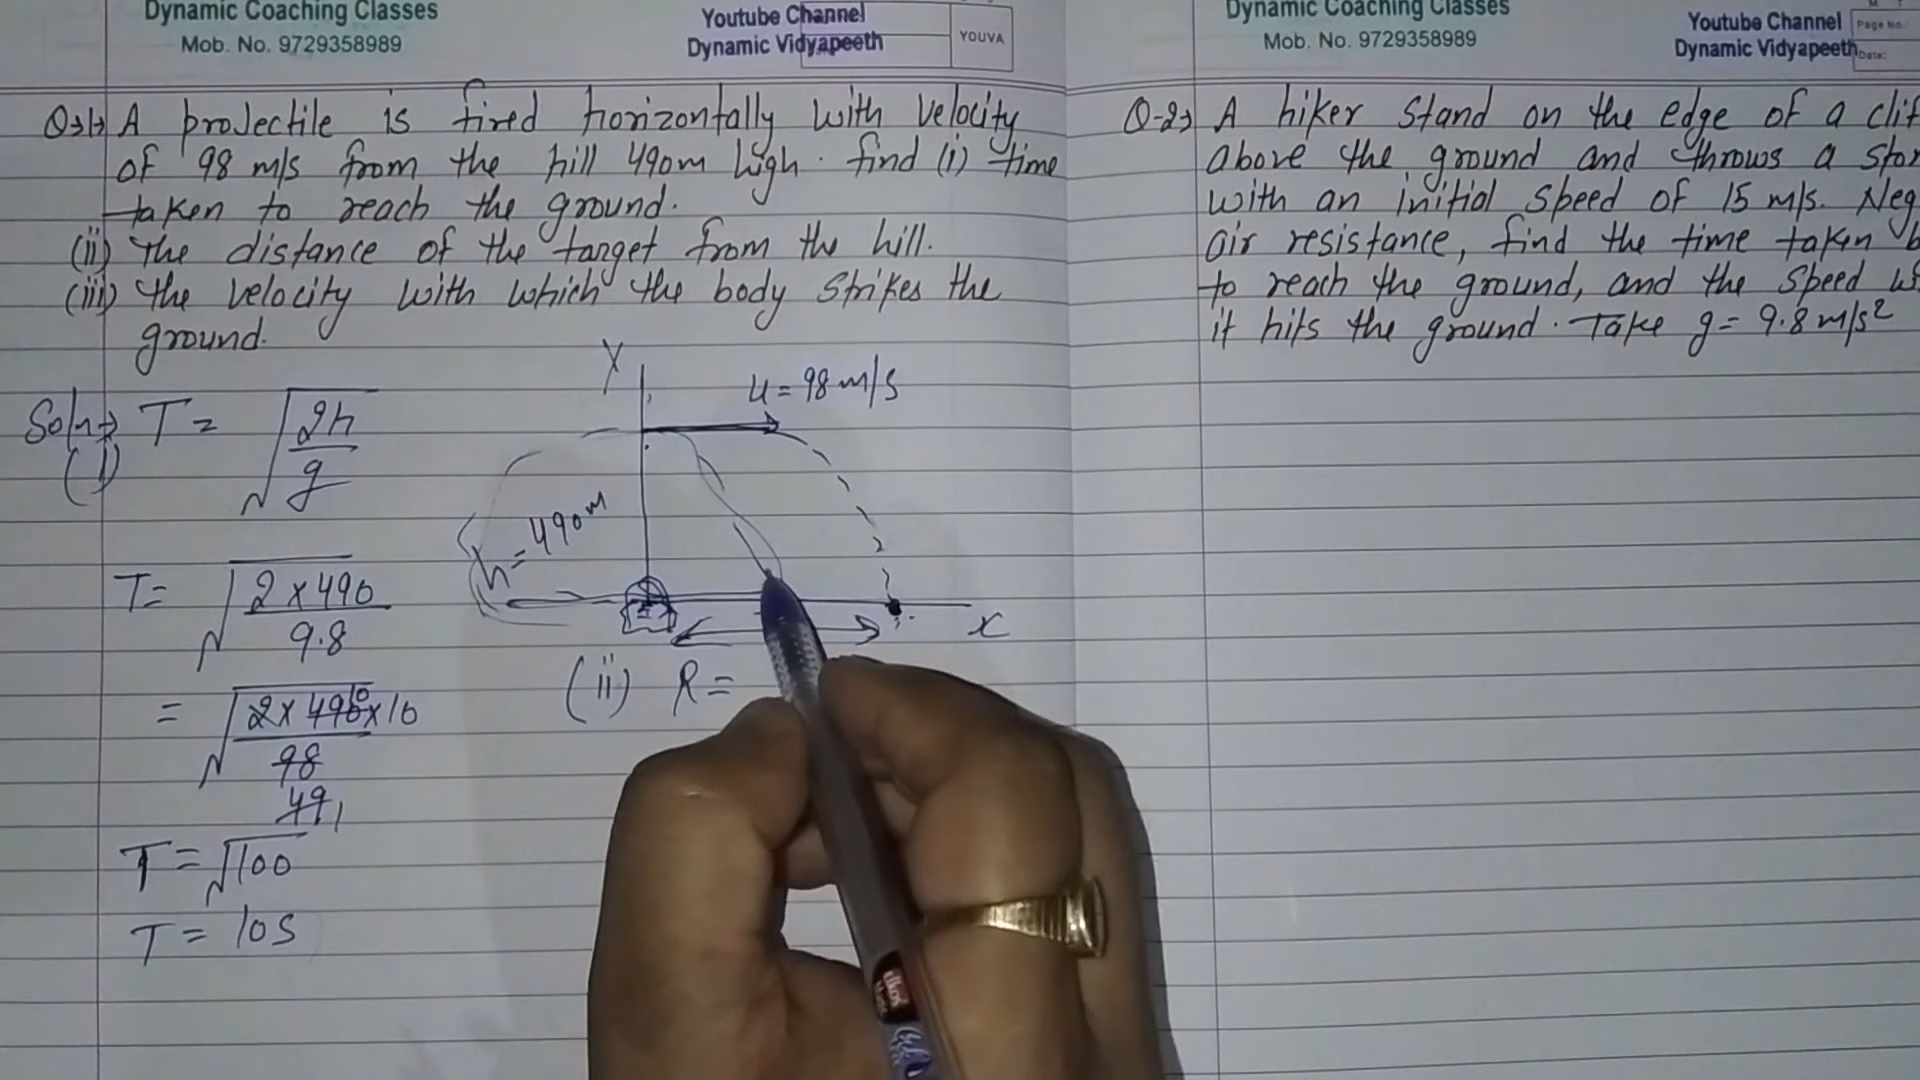 Dynamic Coaching Classes
Mob. No. 9729358989
Youtube Channel
Dynamic Vidyapeeth
YOUVA
Q.1) A projectile is fired horizontally with velocity
of 98 m/s from the hill 490m high. find (i) time
taken to reach the ground.
(ii) The distance of the target from the hill.
(iii) The velocity with which the body strikes the
ground.
Soln→ T = √2h/g
(i)
T = √2×490/9.8
= √2×490×10/98
10
49 1
T = √100
T = 10s
Y
u = 98 m/s
h = 490m
X
(ii) R =
Dynamic Coaching Classes
Mob. No. 9729358989
Youtube Channel
Dynamic Vidyapeeth
Page No.:
Date:
Q-2) A hiker stand on the edge of a
above the ground and throws a
with an initial speed of 15 m/s.
air resistance, find the time taken
to reach the ground, and the speed
it hits the ground. Take g = 9.8 m/s²